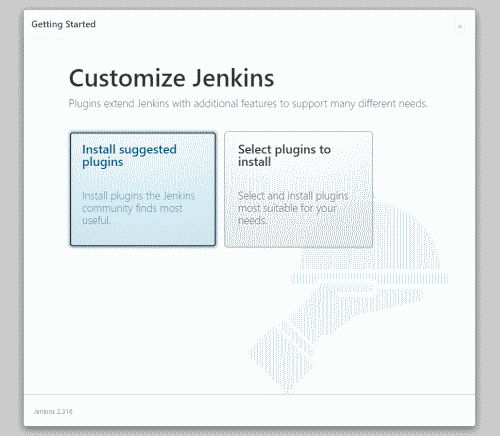 Getting Started
×
Customize Jenkins
Plugins extend Jenkins with additional features to support many different needs.
Install suggested
plugins
Install plugins the Jenkins
community finds most
useful.
Select plugins to
install
Select and install plugins
most suitable for your
needs.
Jenkins 2.316